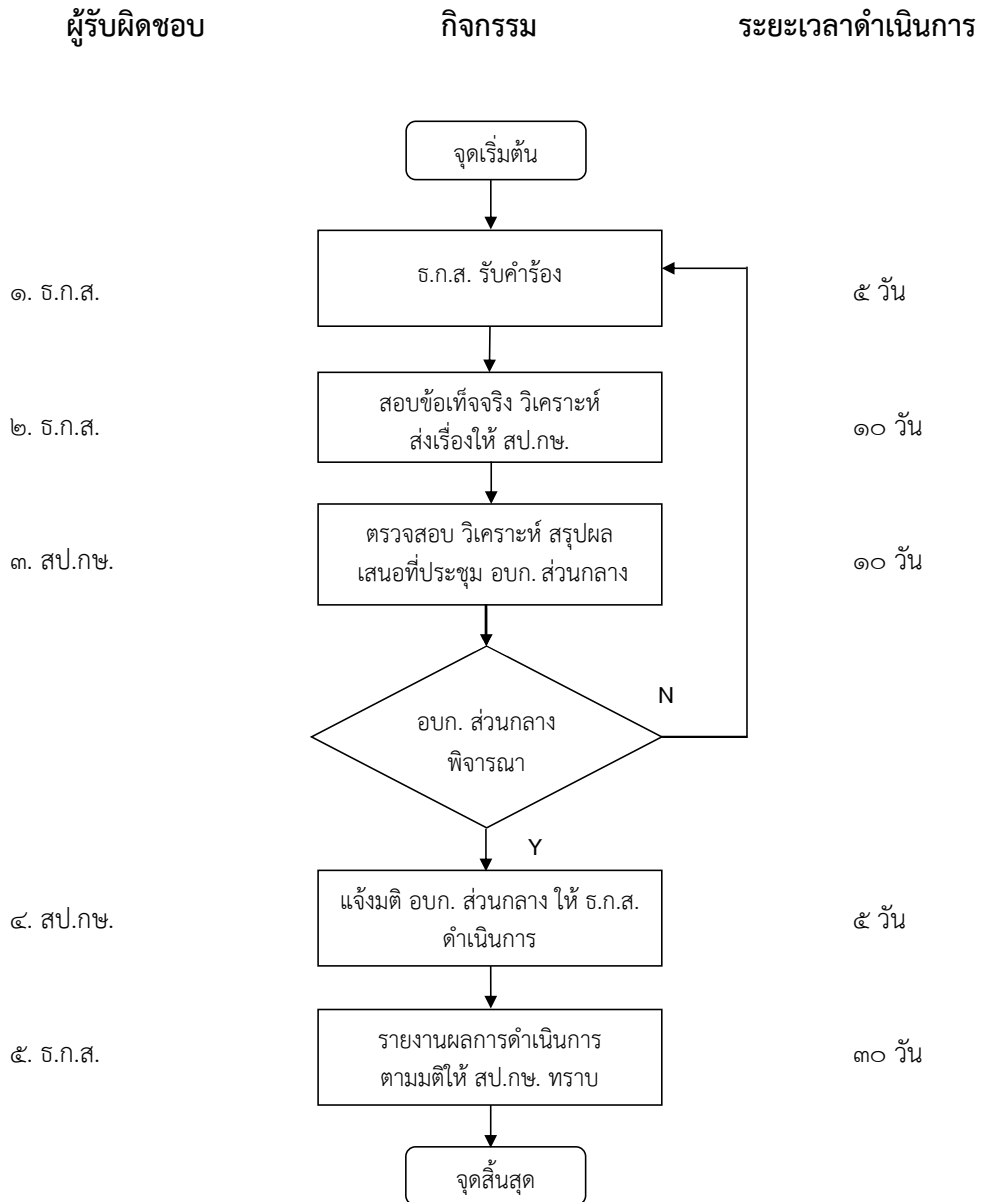 ผู้รับผิดชอบ กิจกรรม ระยะเวลาดำเนินการ
จุดเริ่มต้น
ธ.ก.ส. รับคำร้อง
๑. ธ.ก.ส.
๕ วัน
สอบข้อเท็จจริง วิเคราะห์
ส่งเรื่องให้ สป.กษ.
๒. ธ.ก.ส.
๑๐ วัน
ตรวจสอบ วิเคราะห์ สรุปผล
เสนอที่ประชุม อบก. ส่วนกลาง
๓. สป.กษ.
๑๐ วัน
N
อบก. ส่วนกลาง
พิจารณา
Y
แจ้งมติ อบก. ส่วนกลาง ให้ ธ.ก.ส.
ดำเนินการ
๔. สป.กษ.
๕ วัน
รายงานผลการดำเนินการ
ตามมติให้ สป.กษ. ทราบ
๕. ธ.ก.ส.
๓๐ วัน
จุดสิ้นสุด